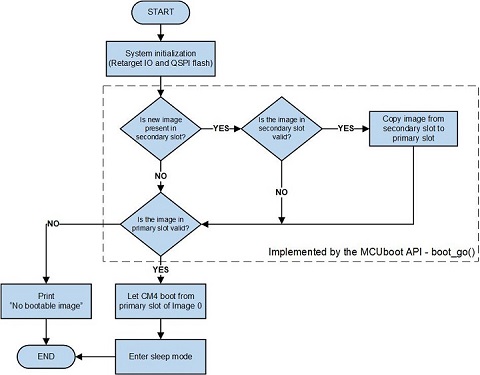 START
System initialization
(Retarget IO and QSPI flash)
Is new image
present in
secondary slot?
YES
Is the image in
secondary slot
valid?
YES
Copy image from
secondary slot to
primary slot
NO
NO
NO
Is the image in
primary slot valid?
Implemented by the MCUboot API - boot_go()
YES
Print
"No bootable image"
Let CM4 boot from
primary slot of Image 0
END
Enter sleep mode